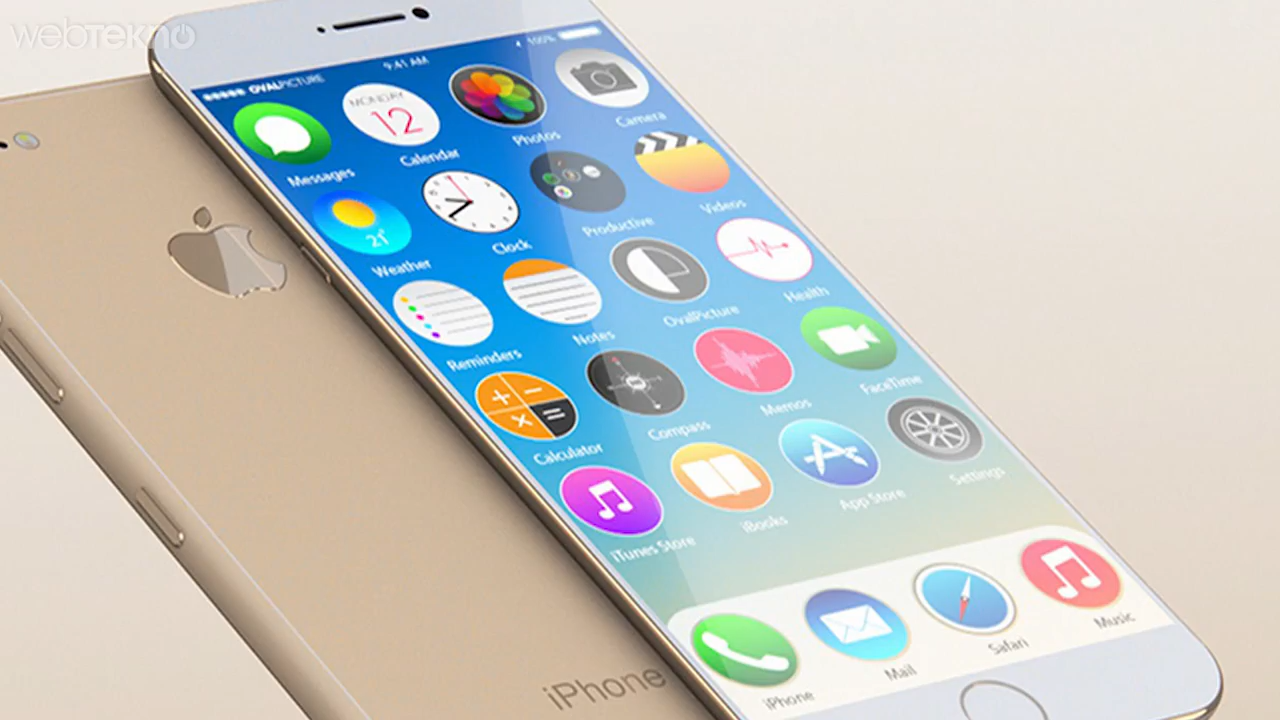 webtekno
OVALPICTURE
9:41 AM
100%
MONDAY
12
Messages
Calendar
Photos
Camera
21°
Weather
Clock
Productive
Videos
Reminders
Notes
OvalPicture
Health
Calculator
Compass
Memos
FaceTime
iTunes Store
iBooks
App Store
Settings
iPhone
Mail
Safari
Music
iPhone